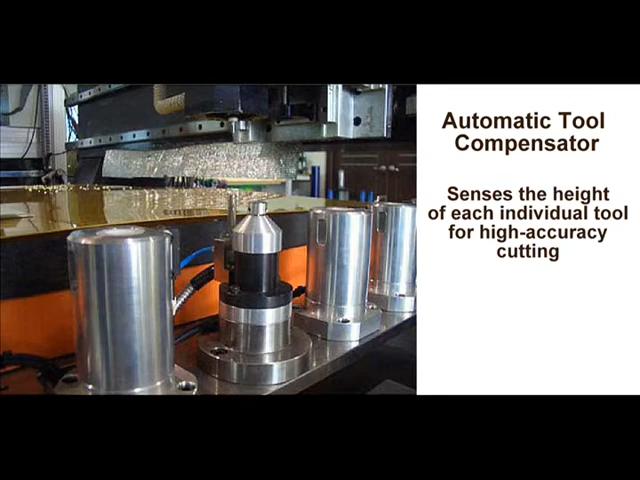 Automatic Tool
Compensator
Senses the height
of each individual tool
for high-accuracy
cutting